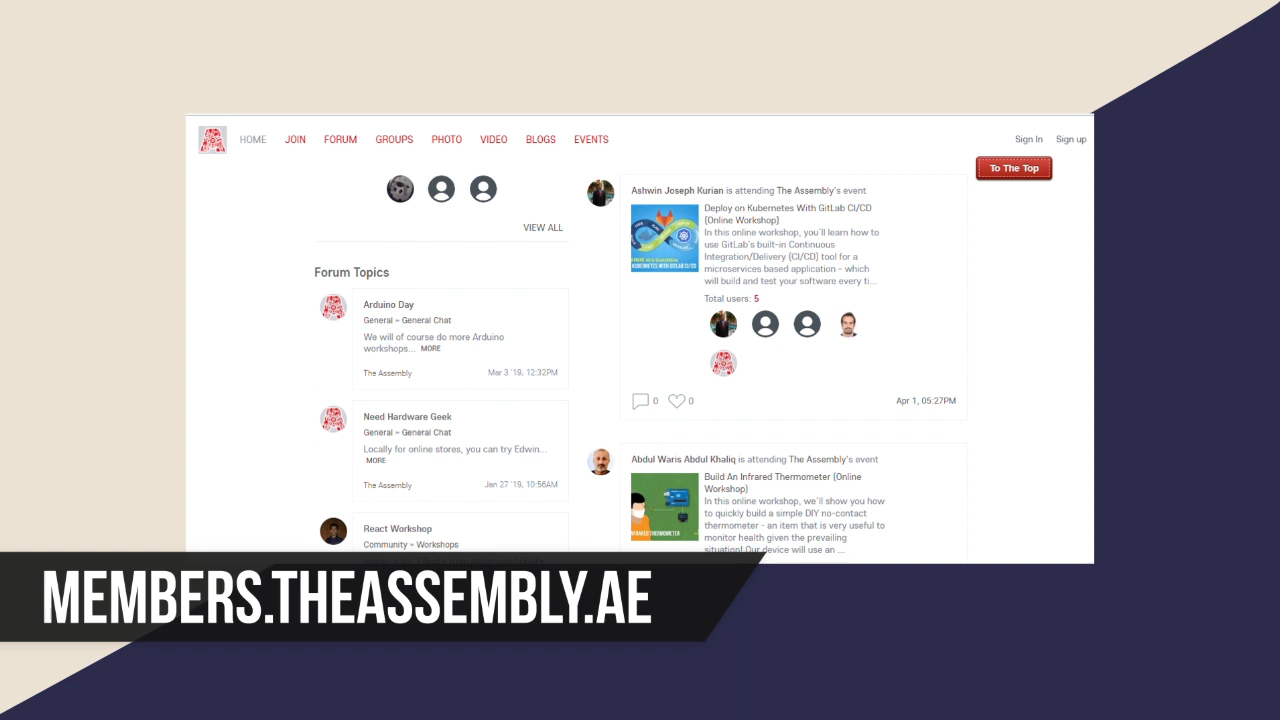 HOME JOIN FORUM GROUPS PHOTO VIDEO BLOGS EVENTS
Sign In Sign up
To The Top
VIEW ALL
Forum Topics
Arduino Day
General » General Chat
We will of course do more Arduino
workshops... MORE
The Assembly Mar 3 '19, 12:32PM
Need Hardware Geek
General » General Chat
Locally for online stores, you can try Edwin...
MORE
The Assembly Jan 27 '19, 10:56AM
React Workshop
Community » Workshops
Ashwin Joseph Kurian is attending The Assembly's event
Deploy on Kubernetes With GitLab CI/CD
(Online Workshop)
In this online workshop, you'll learn how to
use GitLab's built-in Continuous
Integration/Delivery (CI/CD) tool for a
microservices based application - which
will build and test your software every ti...
KUBERNETES WITH GITLAB CI/CD
Total users: 5
0 0 Apr 1, 05:27PM
Abdul Waris Abdul Khaliq is attending The Assembly's event
Build An Infrared Thermometer (Online
Workshop)
In this online workshop, we'll show you how
to quickly build a simple DIY no-contact
thermometer - an item that is very useful to
monitor health given the prevailing
situation! Our device will use an ...
MEMBERS.THEASSEMBLY.AE